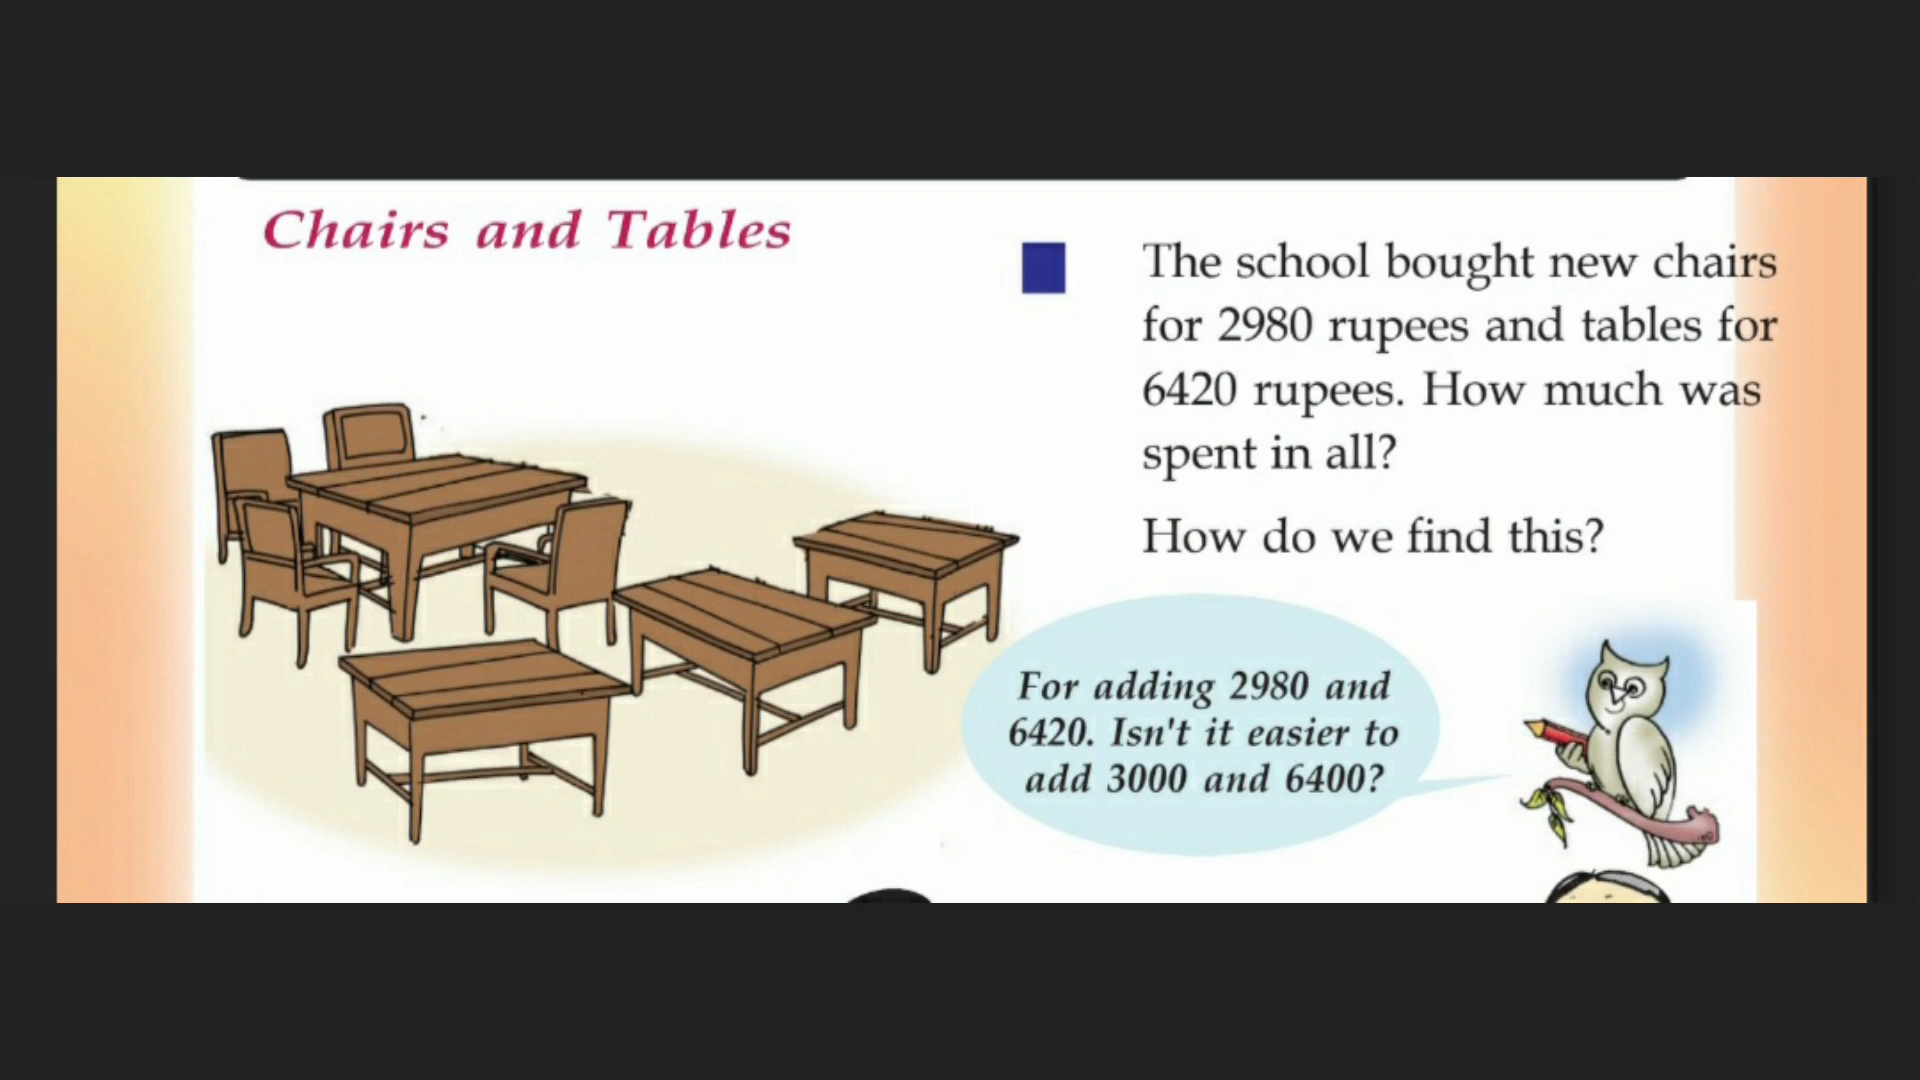 Chairs and Tables
The school bought new chairs
for 2980 rupees and tables for
6420 rupees. How much was
spent in all?
How do we find this?
For adding 2980 and
6420. Isn't it easier to
add 3000 and 6400?